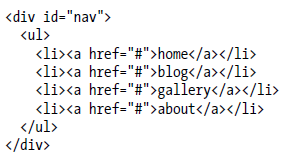 <div id="nav">
  <ul>
    <li><a href="#">home</a></li>
    <li><a href="#">blog</a></li>
    <li><a href="#">gallery</a></li>
    <li><a href="#">about</a></li>
  </ul>
</div>